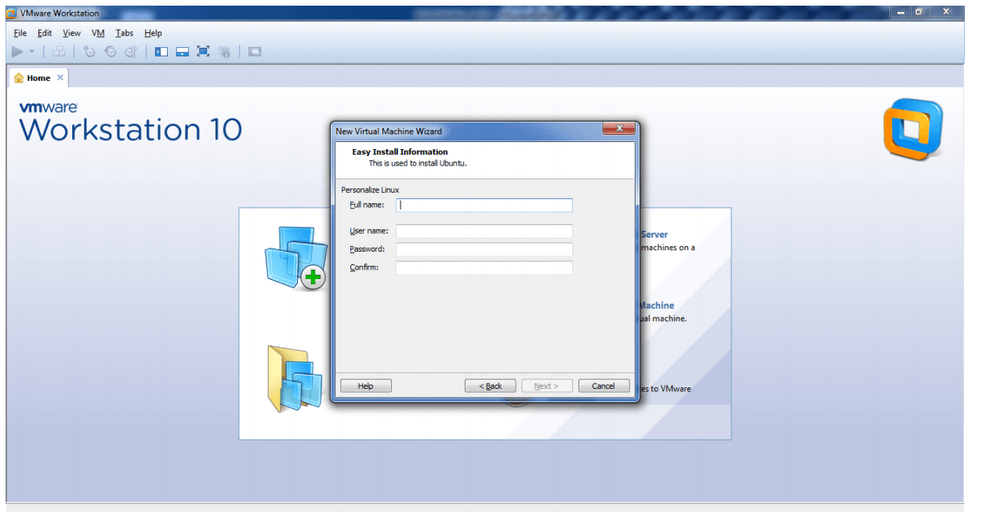 VMware Workstation
File Edit View VM Tabs Help
Home
vmware
Workstation 10
New Virtual Machine Wizard
Easy Install Information
This is used to install Ubuntu.
Personalize Linux
Full name:
User name:
Password:
Confirm:
Help < Back Next > Cancel
Server
machines on a
Machine
ual machine.
es to VMware